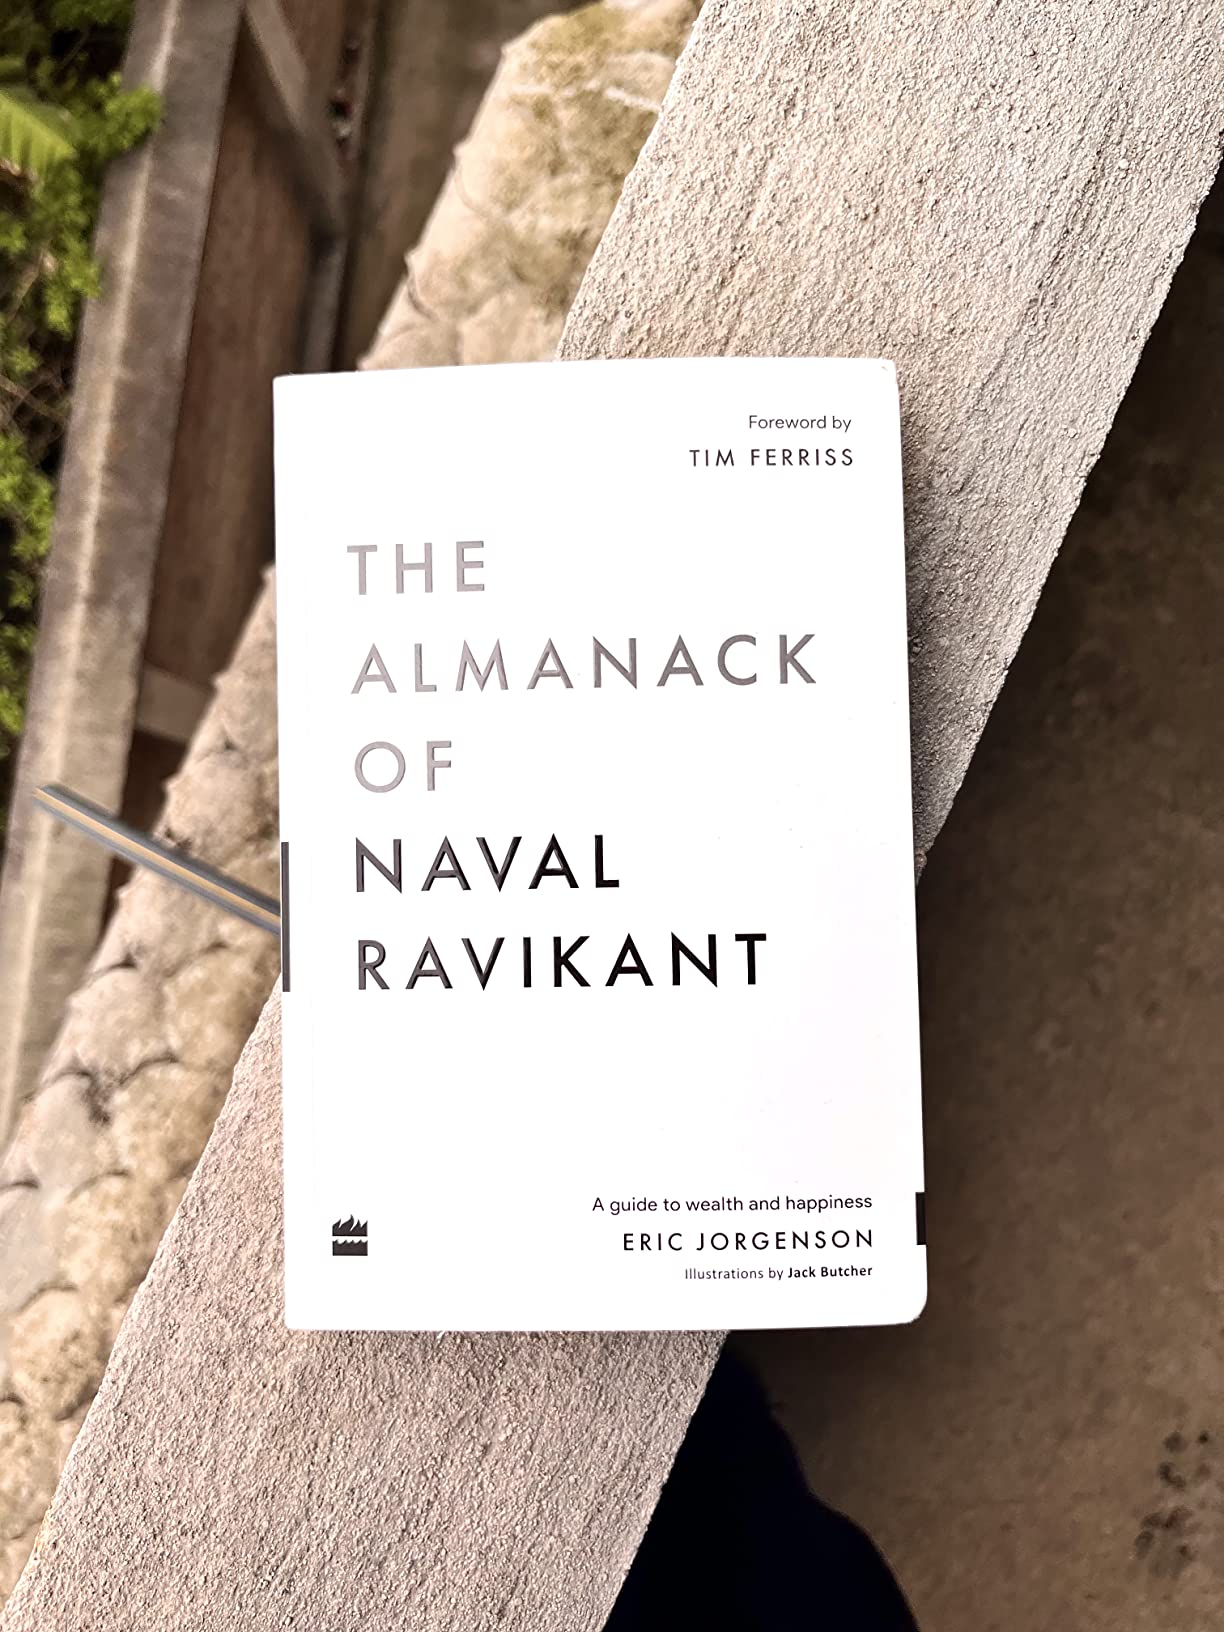 Foreword by
TIM FERRISS
THE
ALMANACK
OF
NAVAL
RAVIKANT
A guide to wealth and happiness
ERIC JORGENSON
Illustrations by Jack Butcher